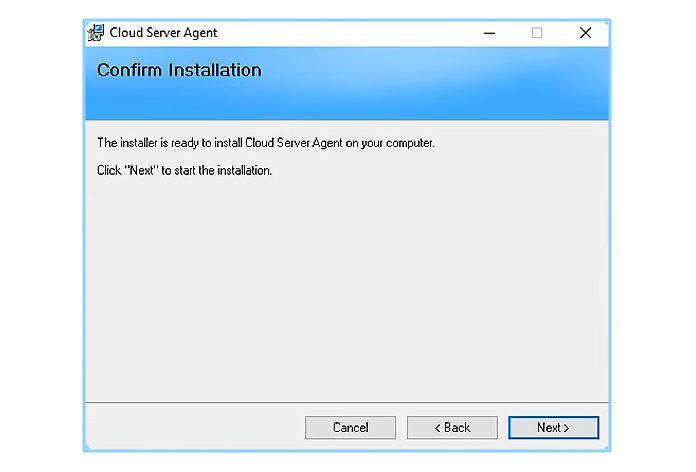 Cloud Server Agent
Confirm Installation
The installer is ready to install Cloud Server Agent on your computer.
Click "Next" to start the installation.
Cancel
< Back
Next >